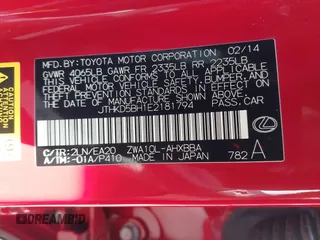 MFD. BY: TOYOTA MOTOR CORPORATION 02/14
GVWR 4065LB GAWR FR 2335LB RR 2235LB
THIS VEHICLE CONFORMS TO ALL APPLICABLE
FEDERAL MOTOR VEHICLE SAFETY, BUMPER, AND
THEFT PREVENTION STANDARDS IN EFFECT ON
THE DATE OF MANUFACTURE SHOWN ABOVE.
JTHKD5BH1E2181794
PASS. CAR
C/TR: 2LN/EA20 ZWA10L-AHXBBA
A/TM: -01A/P410 MADE IN JAPAN 782 A
DREAMBID